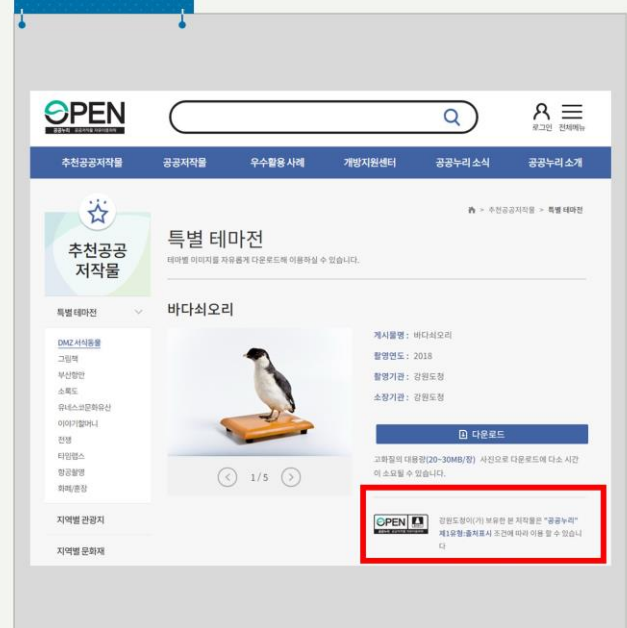 OPEN
공공누리 공공저작물 자유이용허락
로그인 전체메뉴
추천공공저작물 공공저작물 우수활용 사례 개방지원센터 공공누리 소식 공공누리 소개
> 추천공공저작물 > 특별 테마전
추천공공
저작물
특별 테마전
테마별 이미지를 자유롭게 다운로드해 이용하실 수 있습니다.
특별 테마전
DMZ 서식동물
그림책
부산항만
소록도
유네스코문화유산
이야기할머니
전쟁
타임랩스
항공촬영
화폐/훈장
지역별 관광지
지역별 문화재
바다쇠오리
1/5
게시물명 : 바다쇠오리
촬영연도 : 2018
촬영기관 : 강원도청
소장기관 : 강원도청
다운로드
고화질의 대용량(20~30MB/장) 사진으로 다운로드에 다소 시간
이 소요될 수 있습니다.
OPEN
강원도청이(가) 보유한 본 저작물은 "공공누리"
제1유형:출처표시 조건에 따라 이용 할 수 있습니
다